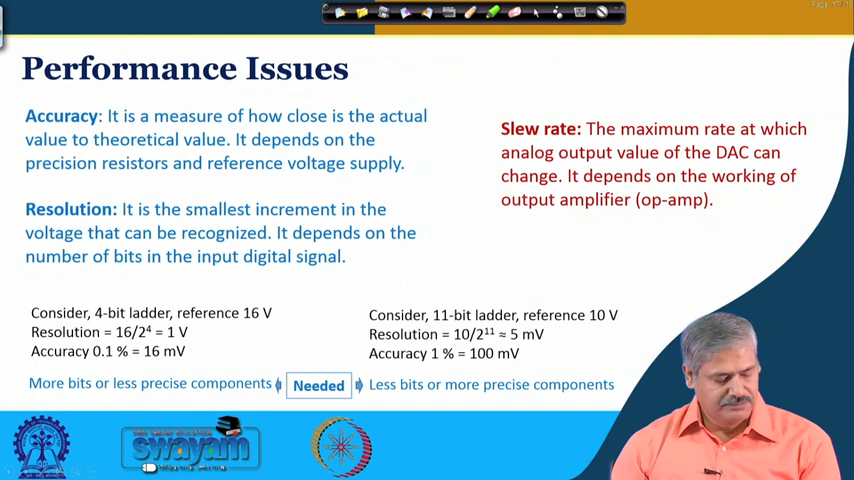 Performance Issues
Accuracy: It is a measure of how close is the actual
value to theoretical value. It depends on the
precision resistors and reference voltage supply.
Resolution: It is the smallest increment in the
voltage that can be recognized. It depends on the
number of bits in the input digital signal.
Slew rate: The maximum rate at which
analog output value of the DAC can
change. It depends on the working of
output amplifier (op-amp).
Consider, 4-bit ladder, reference 16 V
Resolution = 16/2⁴ = 1 V
Accuracy 0.1 % = 16 mV
Consider, 11-bit ladder, reference 10 V
Resolution = 10/2¹¹ ≈ 5 mV
Accuracy 1 % = 100 mV
More bits or less precise components
Needed
Less bits or more precise components
swayam